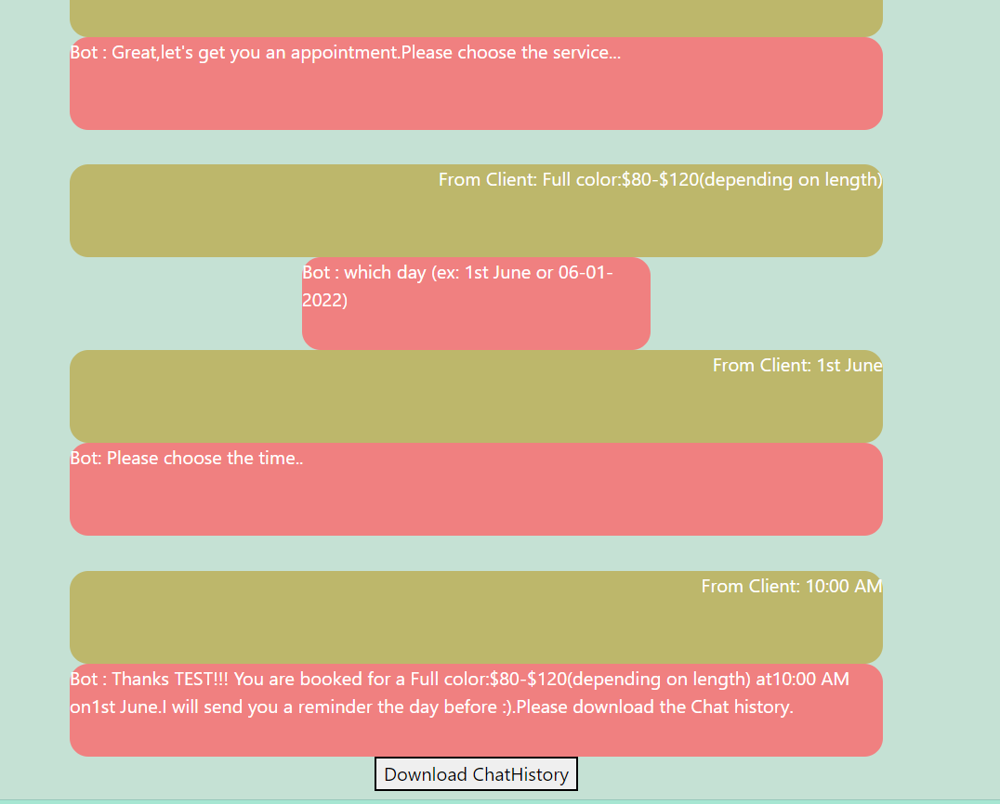 Bot : Great,let's get you an appointment.Please choose the service...
From Client: Full color:$80-$120(depending on length)
Bot : which day (ex: 1st June or 06-01-
2022)
From Client: 1st June
Bot: Please choose the time..
From Client: 10:00 AM
Bot : Thanks TEST!!! You are booked for a Full color:$80-$120(depending on length) at10:00 AM
on1st June.I will send you a reminder the day before :).Please download the Chat history.
Download ChatHistory